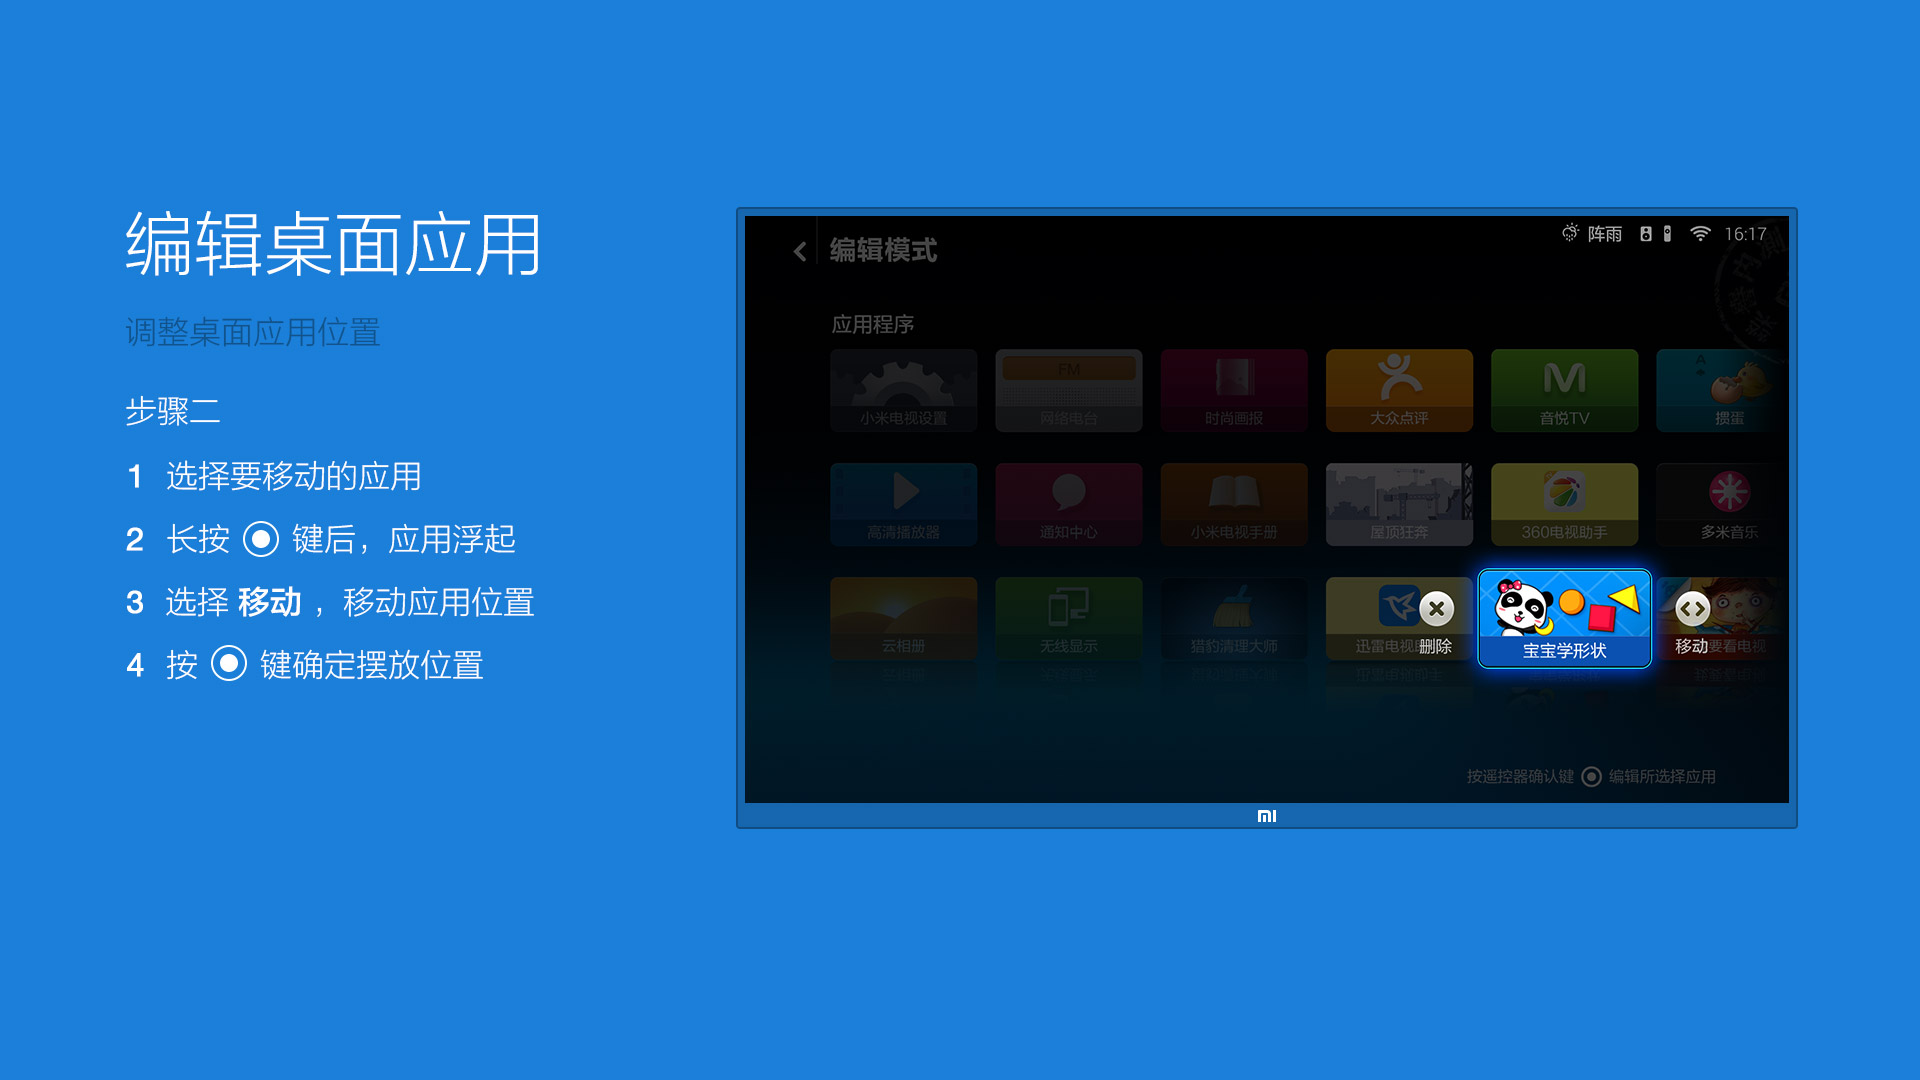 编辑桌面应用
调整桌面应用位置
步骤二
1 选择要移动的应用
2 长按 键后，应用浮起
3 选择 移动 ，移动应用位置
4 按 键确定摆放位置
阵雨 16:17
编辑模式
应用程序
FM
小米电视设置 网络电台 时尚画报 大众点评 音悦TV 掼蛋
高清播放器 通知中心 小米电视手册 屋顶狂奔 360电视助手 多米音乐
云相册 无线显示 猎豹清理大师 迅雷电视 删除 宝宝学形状 移动 要看电视
按遥控器确认键 编辑所选择应用
mi